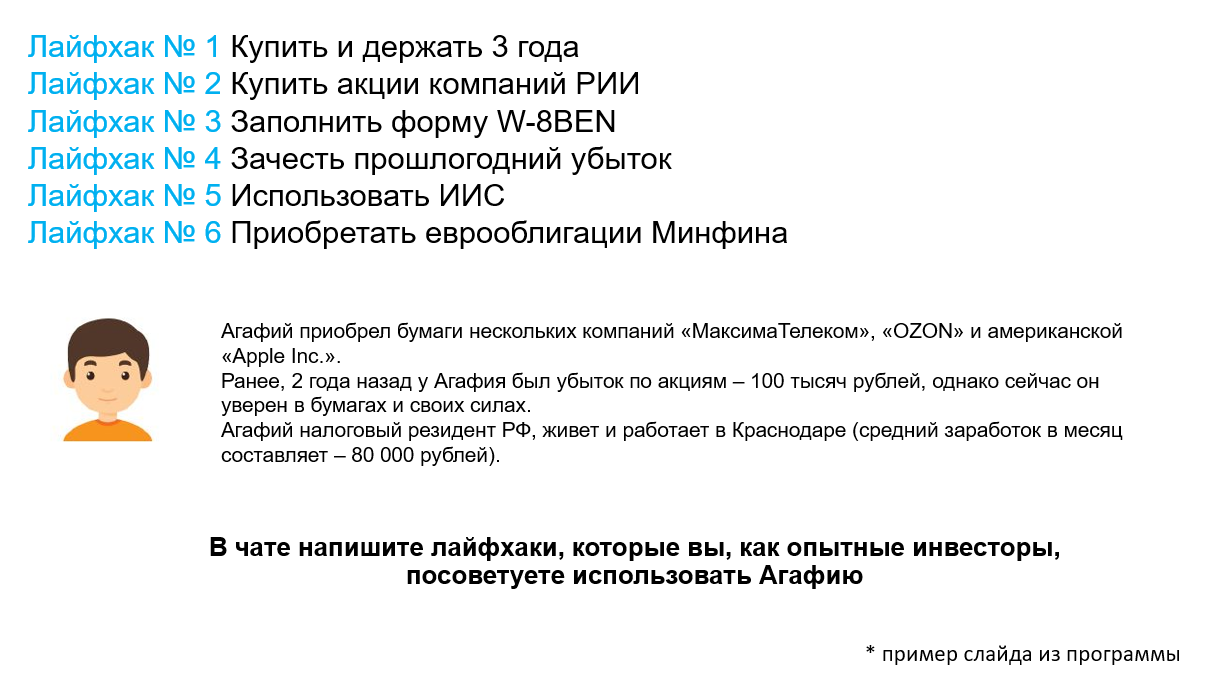 Лайфхак № 1 Купить и держать 3 года
Лайфхак № 2 Купить акции компаний РИИ
Лайфхак № 3 Заполнить форму W-8BEN
Лайфхак № 4 Зачесть прошлогодний убыток
Лайфхак № 5 Использовать ИИС
Лайфхак № 6 Приобретать еврооблигации Минфина
Агафий приобрел бумаги нескольких компаний «МаксимаТелеком», «OZON» и американской
«Apple Inc.».
Ранее, 2 года назад у Агафия был убыток по акциям – 100 тысяч рублей, однако сейчас он
уверен в бумагах и своих силах.
Агафий налоговый резидент РФ, живет и работает в Краснодаре (средний заработок в месяц
составляет – 80 000 рублей).
В чате напишите лайфхаки, которые вы, как опытные инвесторы,
посоветуете использовать Агафию
* пример слайда из программы